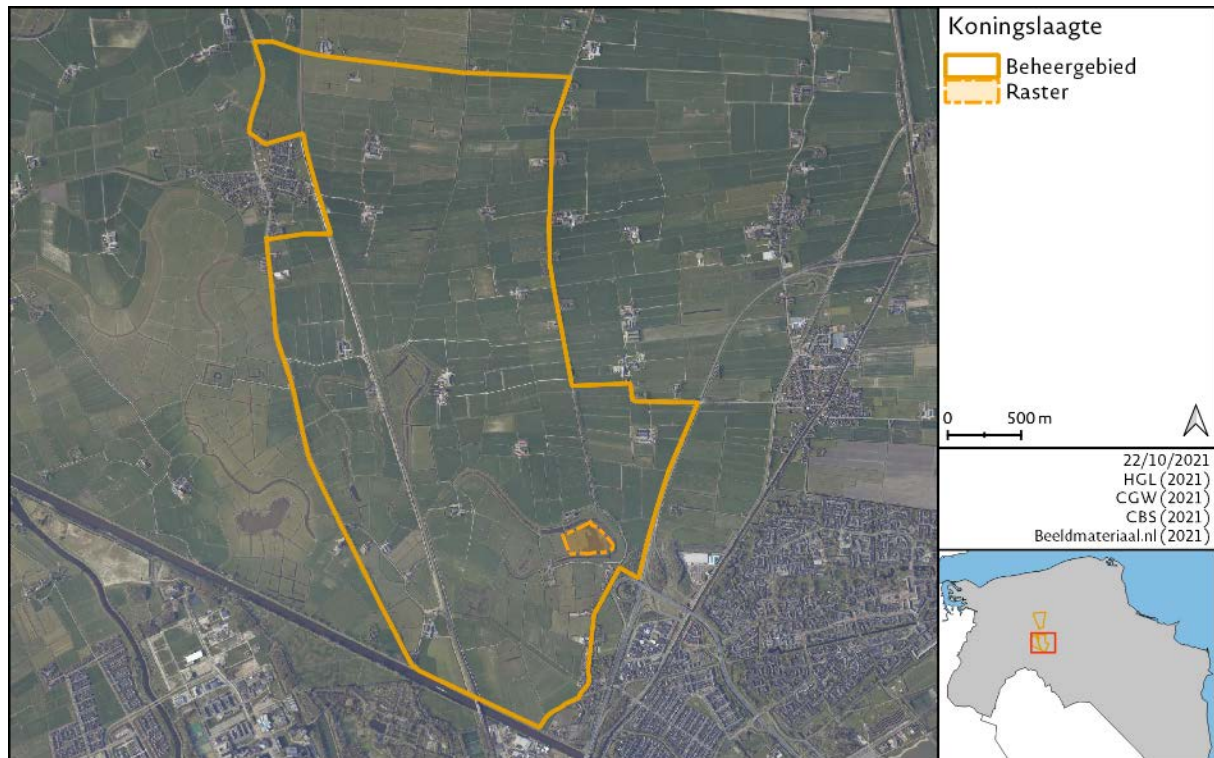 Koningslaagte
Beheergebied
Raster
0 500 m
22/10/2021
HGL (2021)
CGW (2021)
CBS (2021)
Beeldmateriaal.nl (2021)